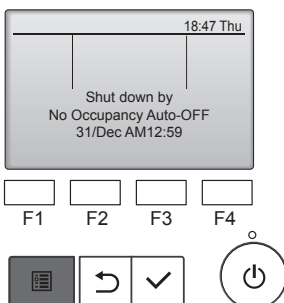 18:47 Thu
Shut down by
No Occupancy Auto-OFF
31/Dec AM12:59
F1 F2 F3 F4